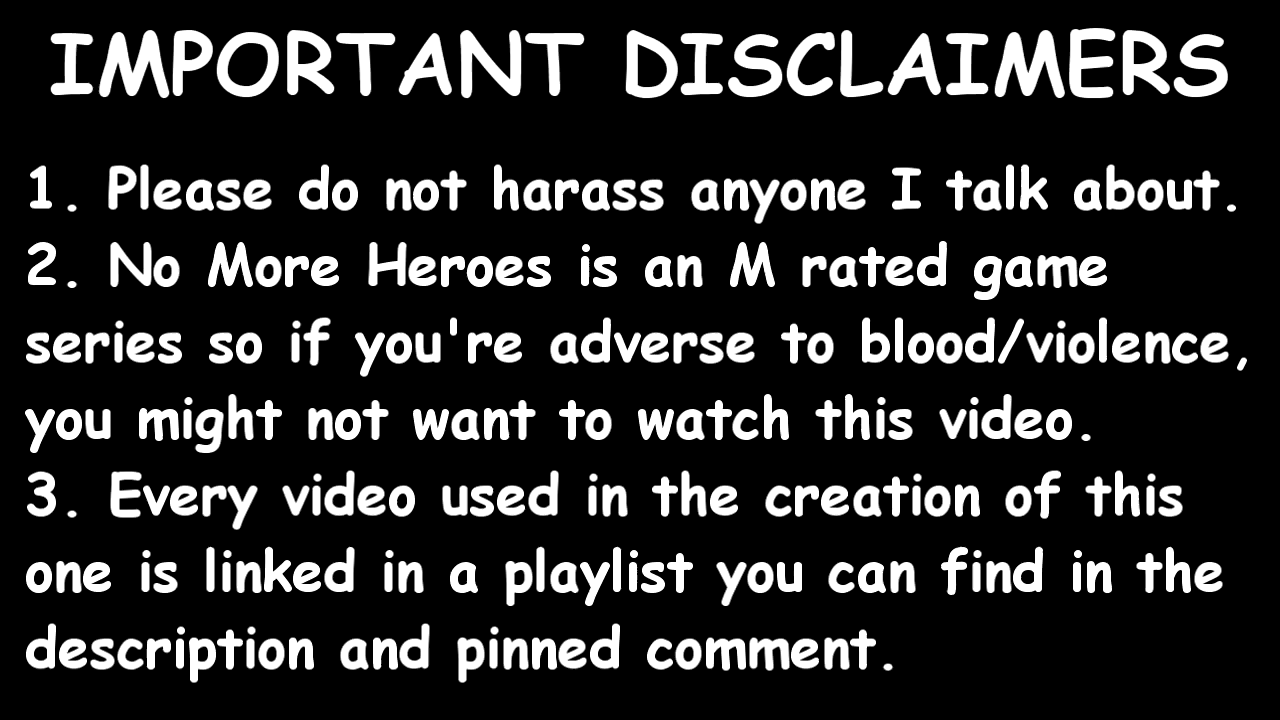 IMPORTANT DISCLAIMERS
1. Please do not harass anyone I talk about.
2. No More Heroes is an M rated game
series so if you're adverse to blood/violence,
you might not want to watch this video.
3. Every video used in the creation of this
one is linked in a playlist you can find in the
description and pinned comment.